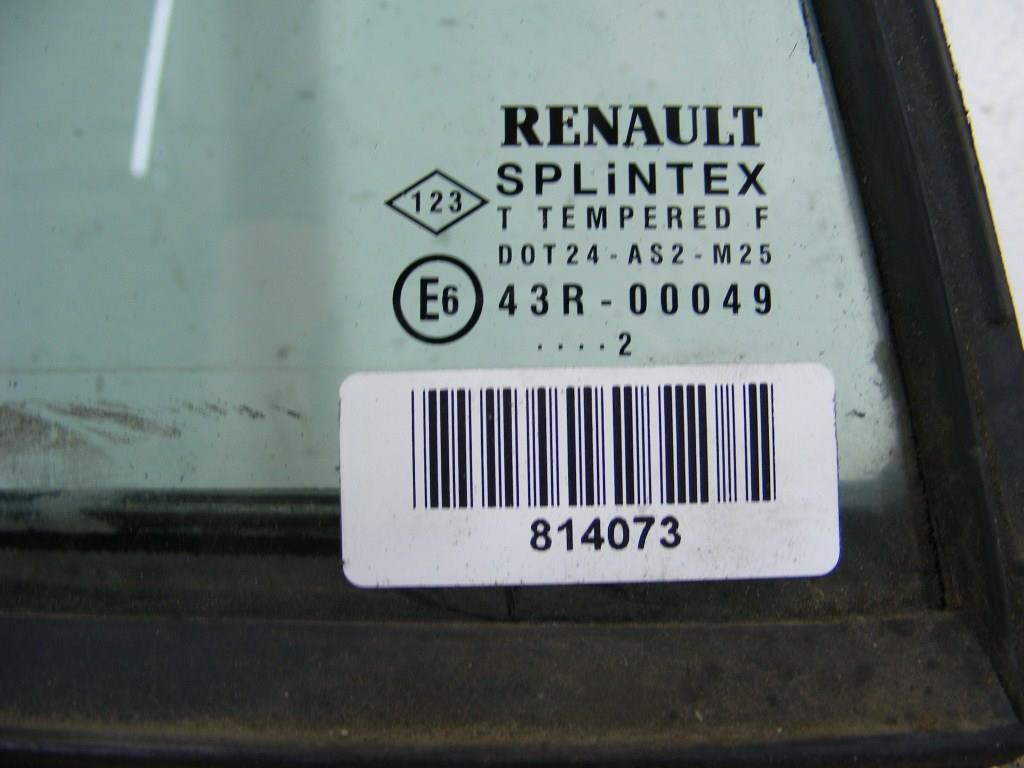 RENAULT
SPLiNTEX
123
T TEMPERED F
DOT24-AS2-M25
E6 43R-00049
....2
814073